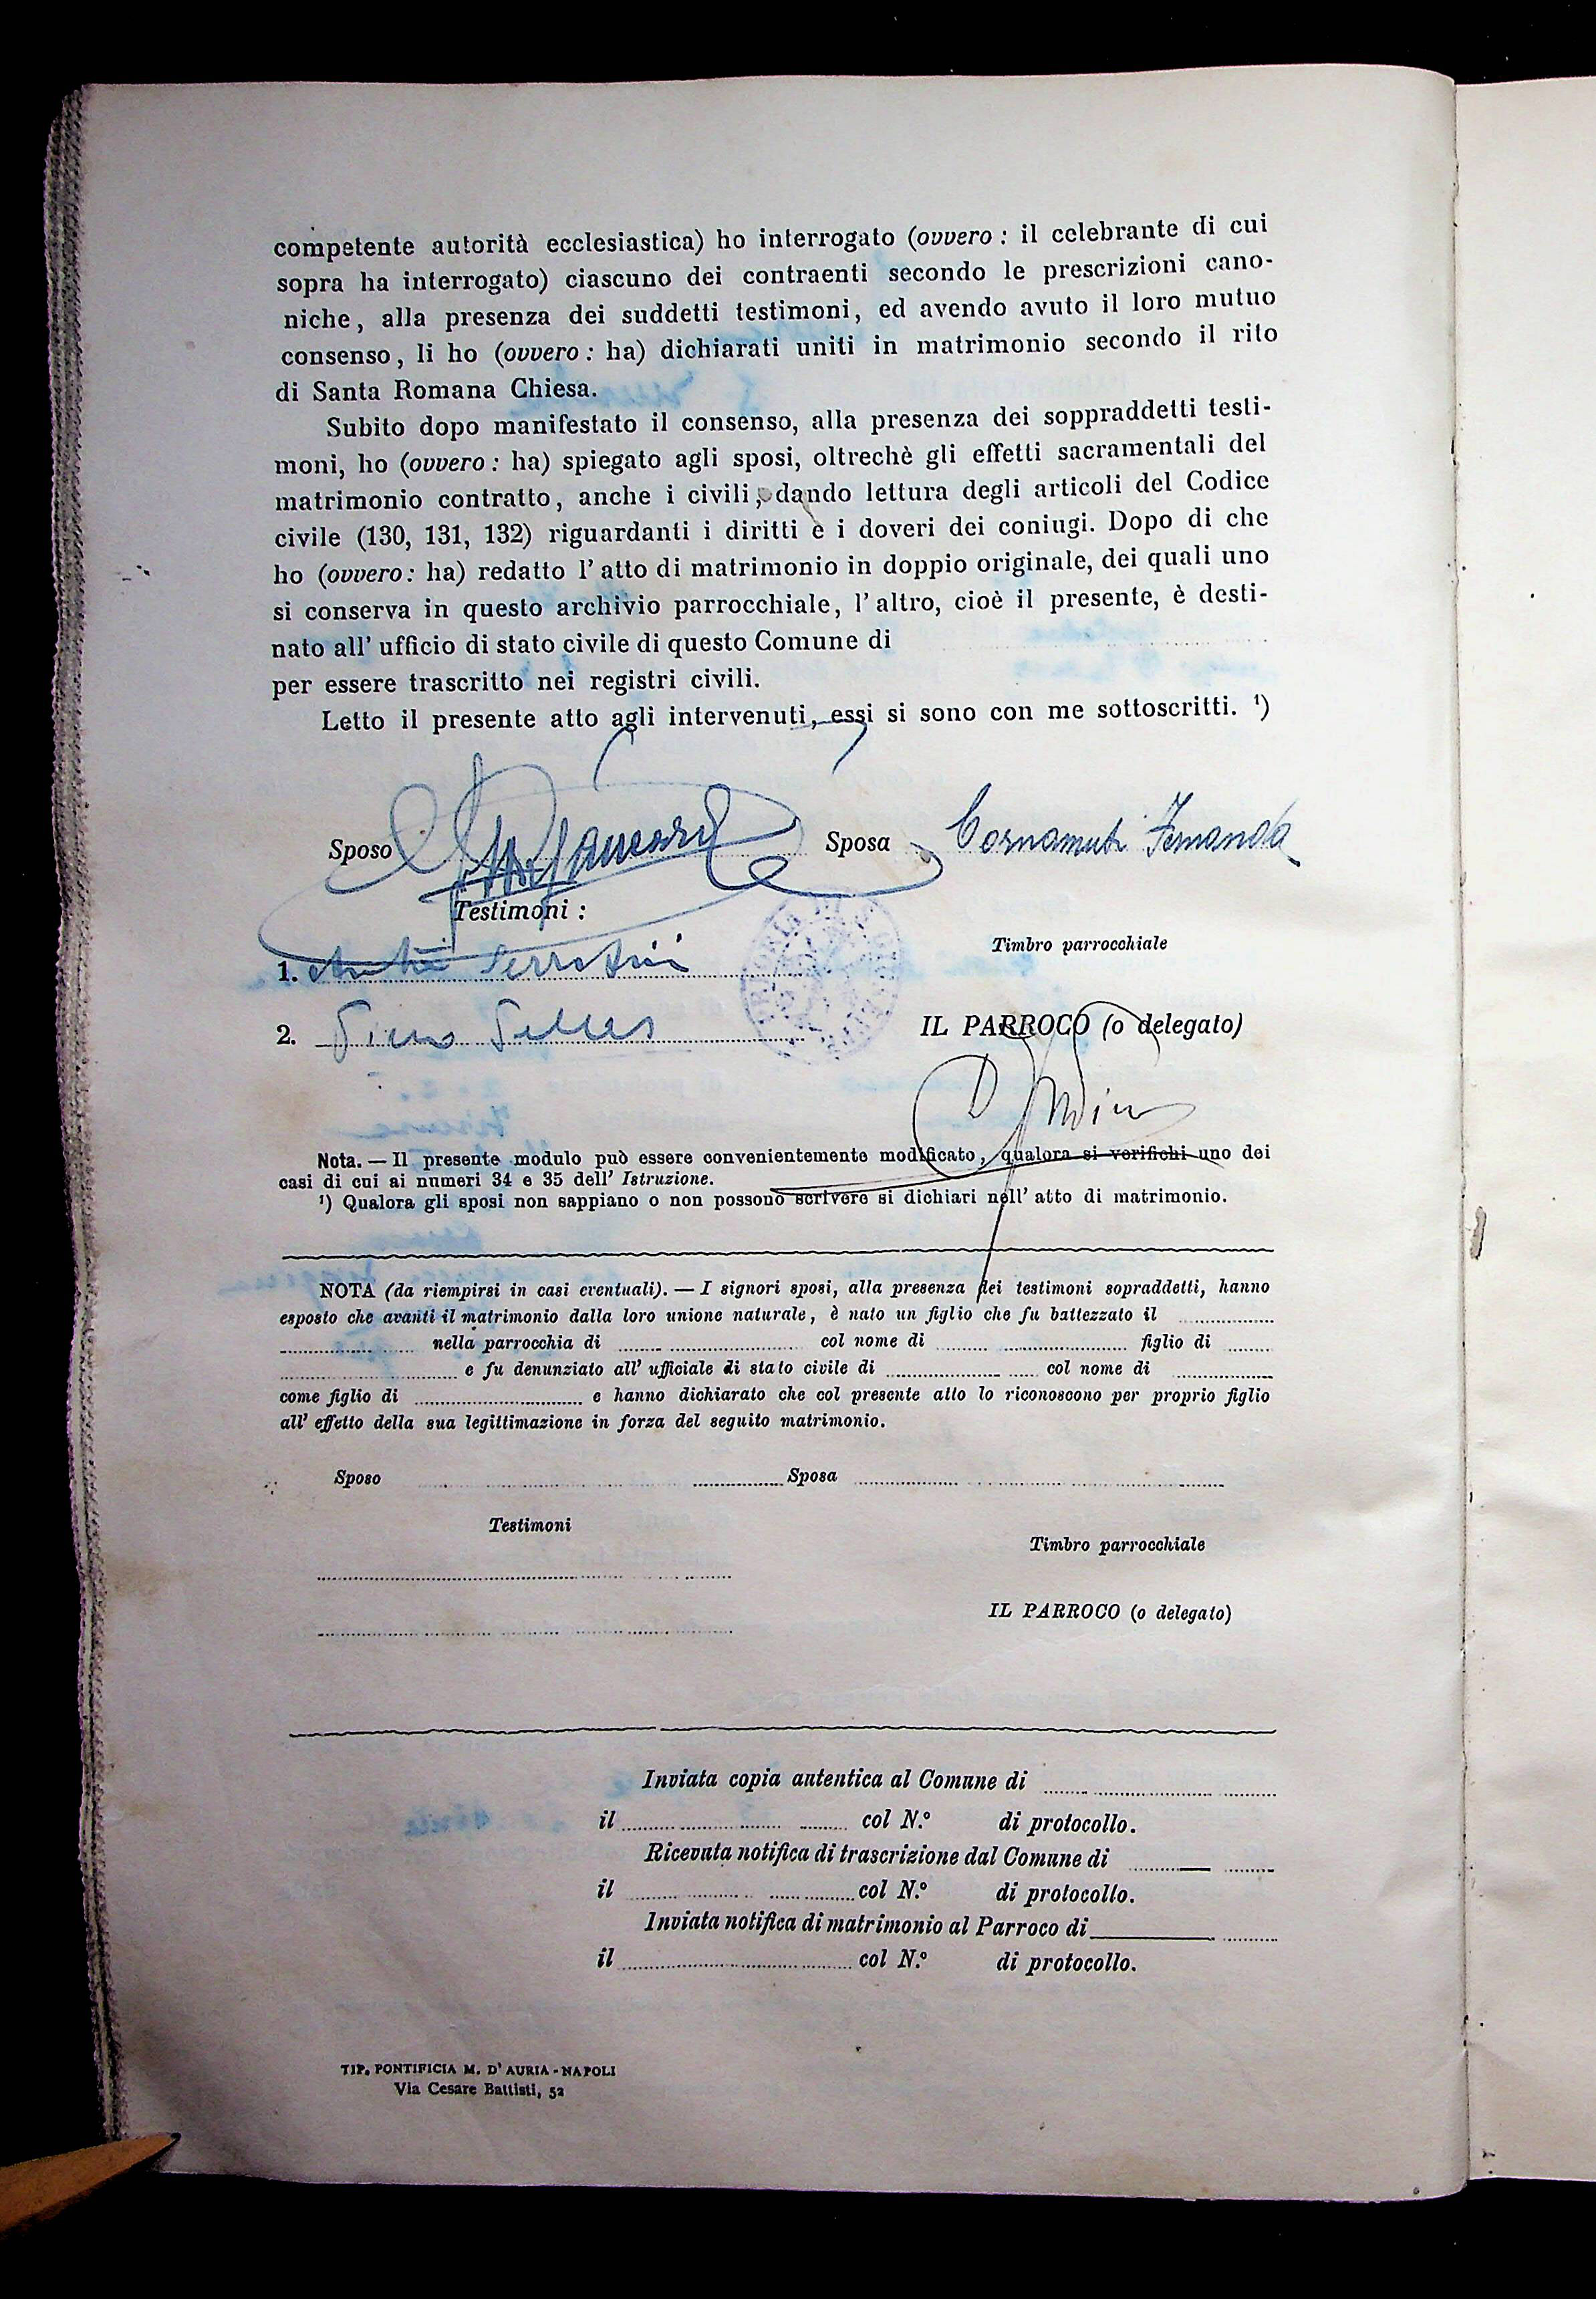 competente autorità ecclesiastica) ho interrogato (ovvero : il celebrante di cui
sopra ha interrogato) ciascuno dei contraenti secondo le prescrizioni cano-
niche, alla presenza dei suddetti testimoni, ed avendo avuto il loro mutuo
consenso, li ho (ovvero : ha) dichiarati uniti in matrimonio secondo il rito
di Santa Romana Chiesa.
Subito dopo manifestato il consenso, alla presenza dei soppraddetti testi-
moni, ho (ovvero : ha) spiegato agli sposi, oltrechè gli effetti sacramentali del
matrimonio contratto, anche i civili, dando lettura degli articoli del Codice
civile (130, 131, 132) riguardanti i diritti e i doveri dei coniugi. Dopo di che
ho (ovvero : ha) redatto l' atto di matrimonio in doppio originale, dei quali uno
si conserva in questo archivio parrocchiale, l' altro, cioè il presente, è desti-
nato all' ufficio di stato civile di questo Comune di
per essere trascritto nei registri civili.
Letto il presente atto agli intervenuti, essi si sono con me sottoscritti. ¹)
Sposo Sposa
Testimoni :
Timbro parrocchiale
1.
2. IL PARROCO (o delegato)
Nota. — Il presente modulo può essere convenientemente modificato, qualora si verifichi uno dei
casi di cui ai numeri 34 e 35 dell' Istruzione.
¹) Qualora gli sposi non sappiano o non possono scrivere si dichiari nell' atto di matrimonio.
NOTA (da riempirsi in casi eventuali). — I signori sposi, alla presenza dei testimoni sopraddetti, hanno
esposto che avanti il matrimonio dalla loro unione naturale, è nato un figlio che fu battezzato il
nella parrocchia di col nome di figlio di
e fu denunziato all' ufficiale di stato civile di col nome di
come figlio di e hanno dichiarato che col presente atto lo riconoscono per proprio figlio
all' effetto della sua legittimazione in forza del seguito matrimonio.
Sposo Sposa
Testimoni
Timbro parrocchiale
IL PARROCO (o delegato)
Inviata copia autentica al Comune di
il col N.° di protocollo.
Ricevuta notifica di trascrizione dal Comune di
il col N.° di protocollo.
Inviata notifica di matrimonio al Parroco di
il col N.° di protocollo.
TIP. PONTIFICIA M. D' AURIA - NAPOLI
Via Cesare Battisti, 52